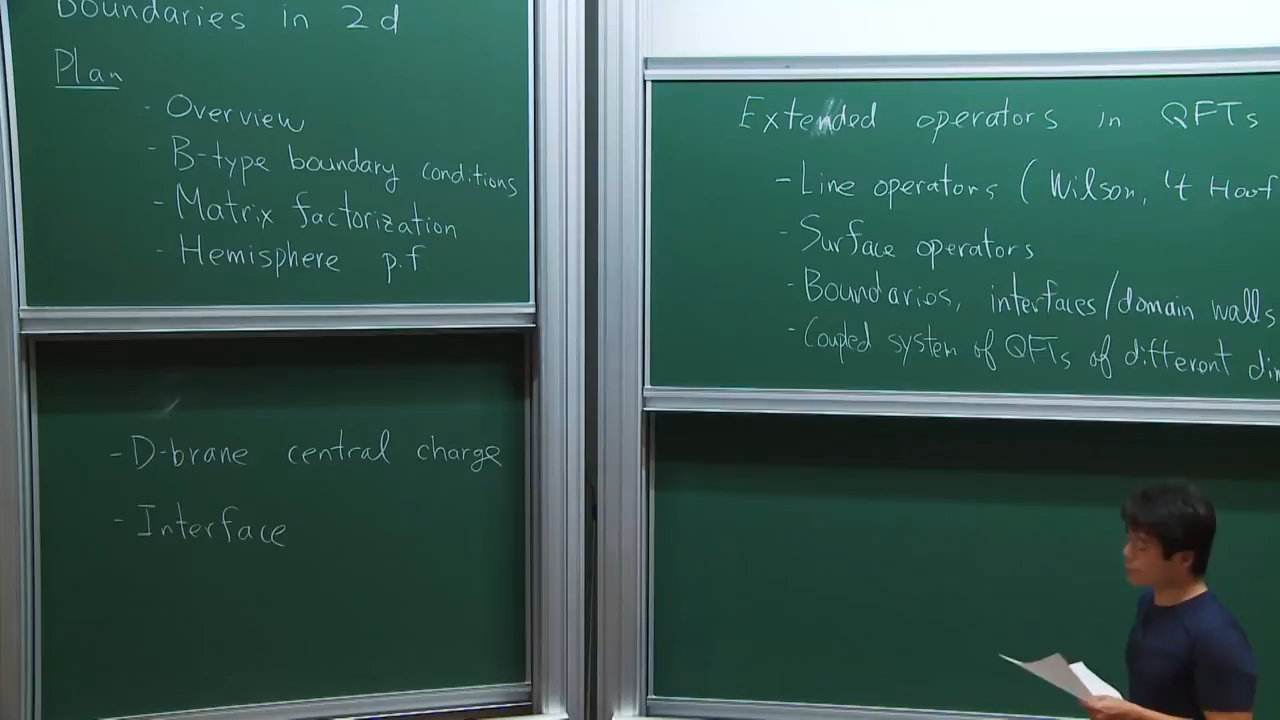 Boundaries in 2d
Plan
- Overview
- B-type boundary conditions
- Matrix factorization
- Hemisphere p.f
- D-brane central charge
- Interface
Extended operators in QFTs
- Line operators ( Wilson, 't Hoof
- Surface operators
- Boundaries, interfaces/domain walls
- Coupled system of QFTs of different dim